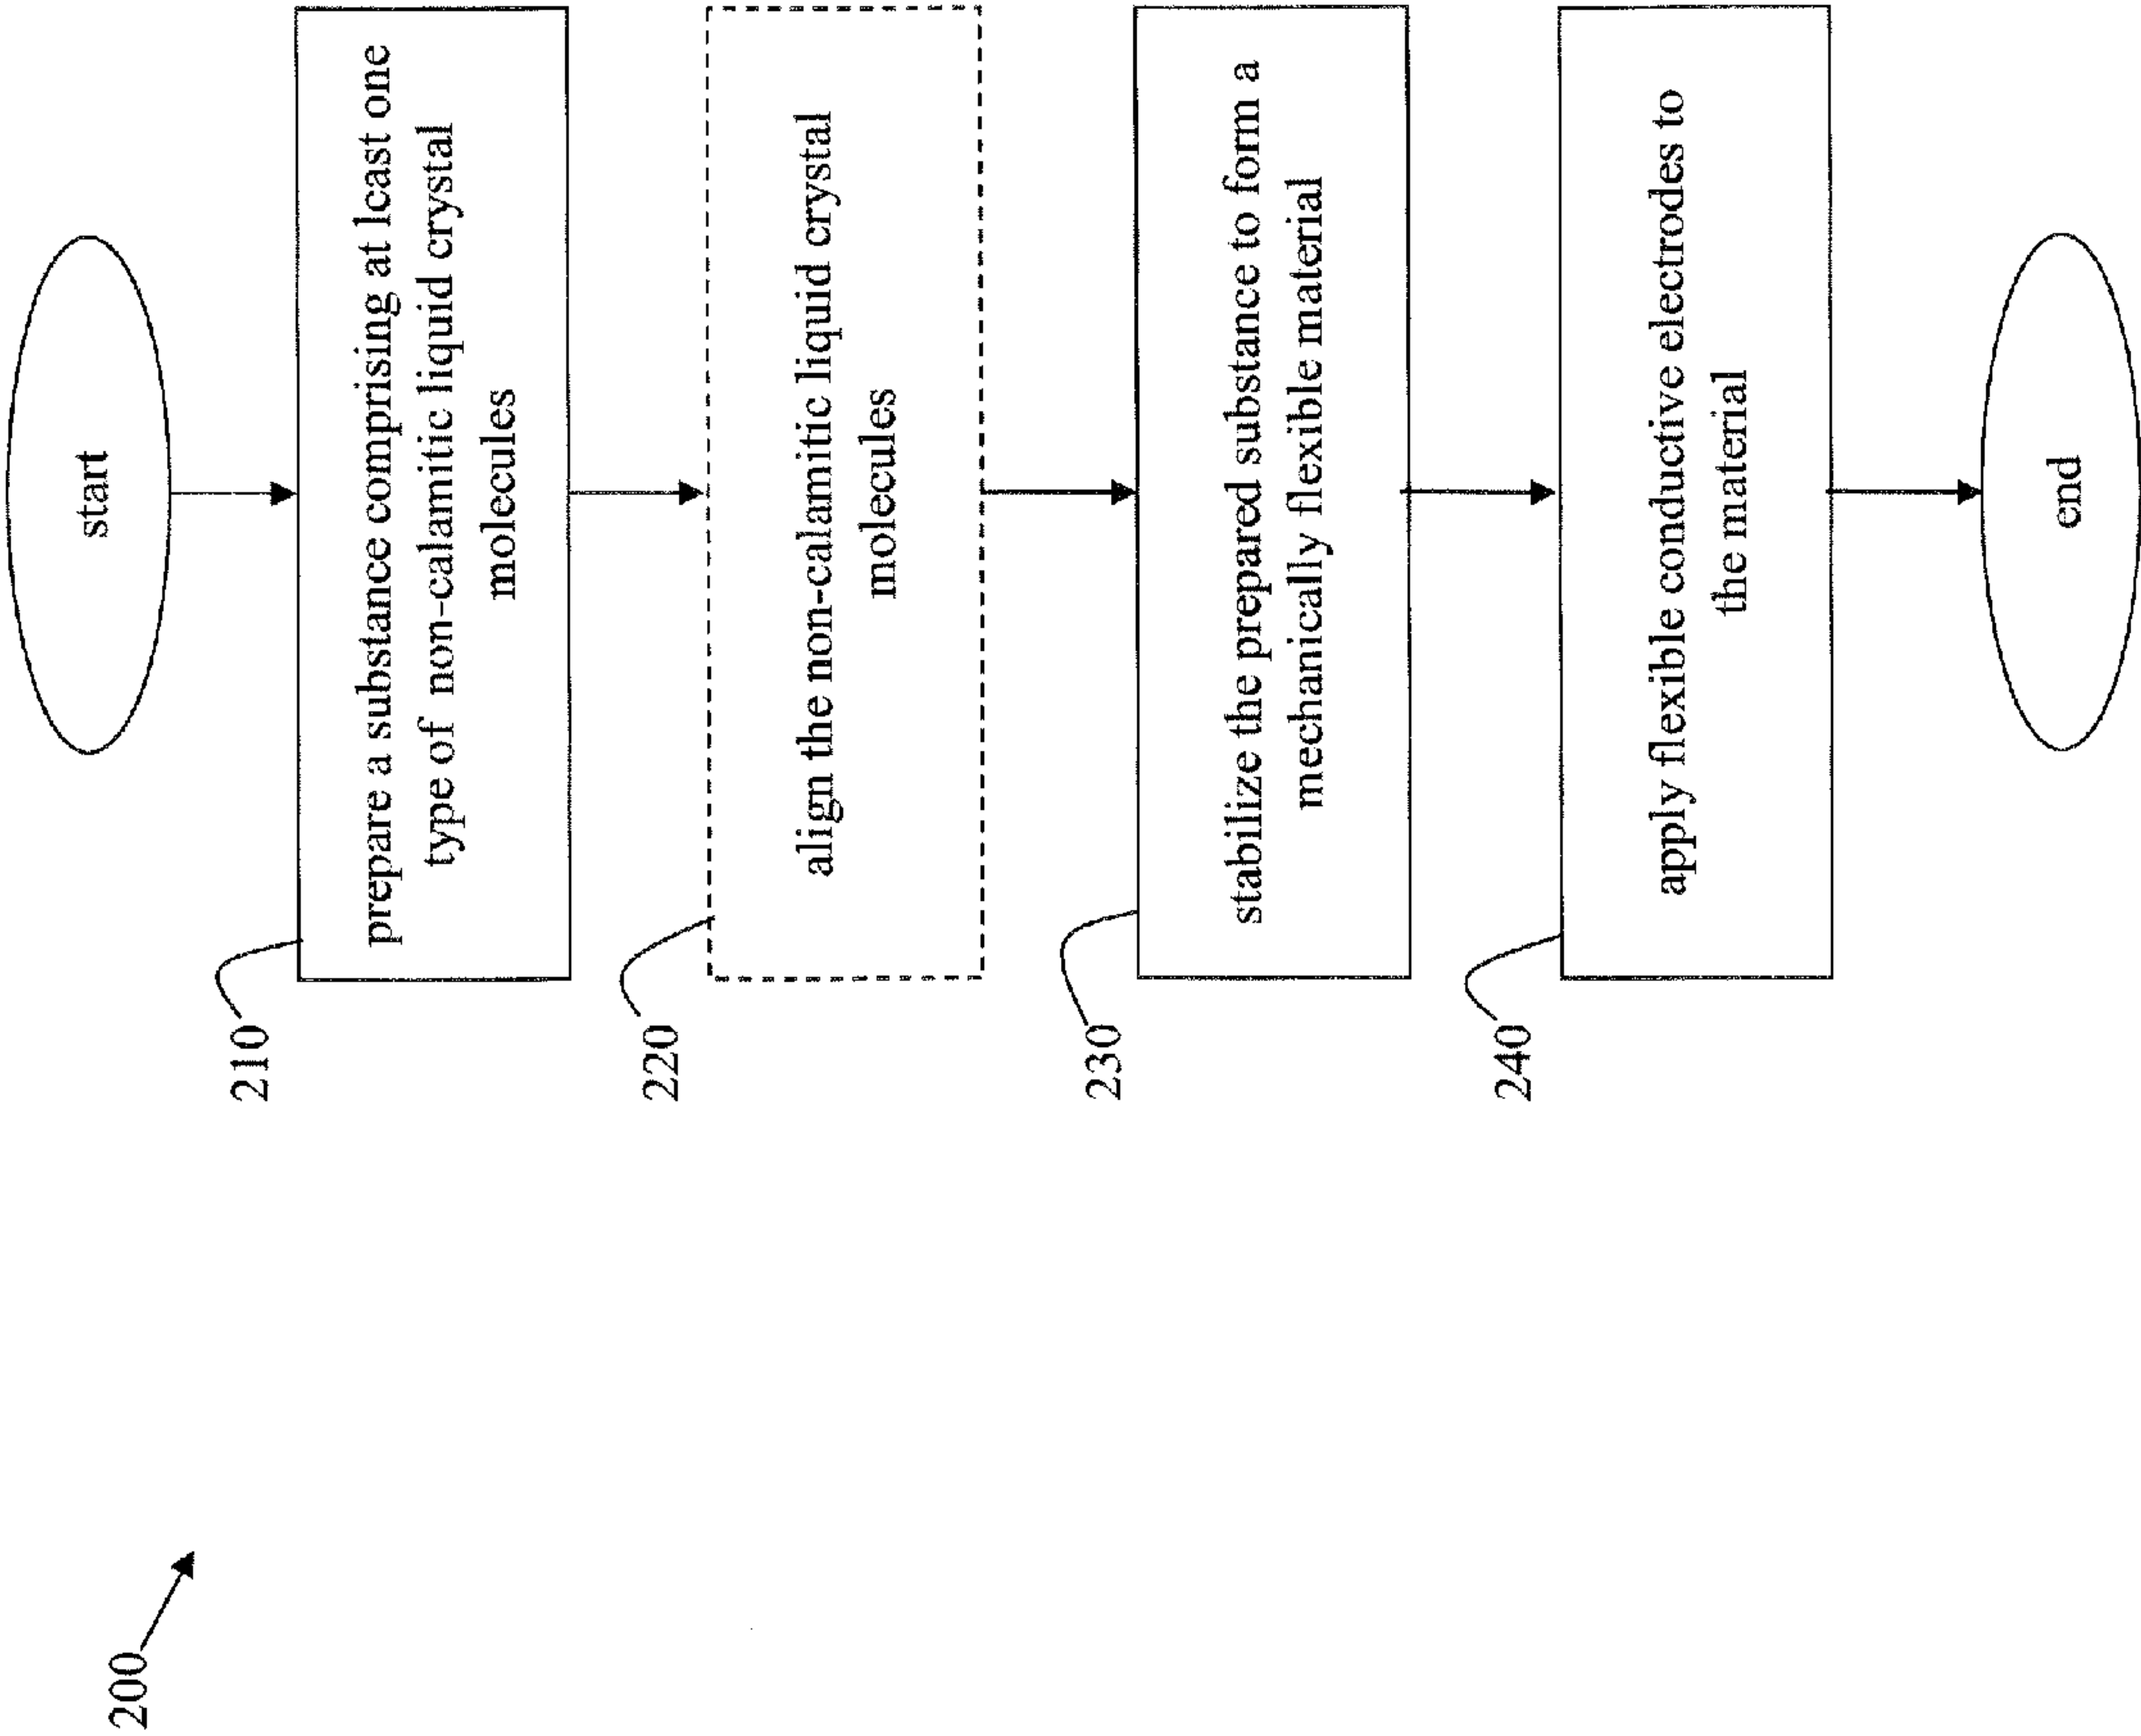 200
start
210
prepare a substance comprising at least one
type of non-calamitic liquid crystal
molecules
220
align the non-calamitic liquid crystal
molecules
230
stabilize the prepared substance to form a
mechanically flexible material
240
apply flexible conductive electrodes to
the material
end